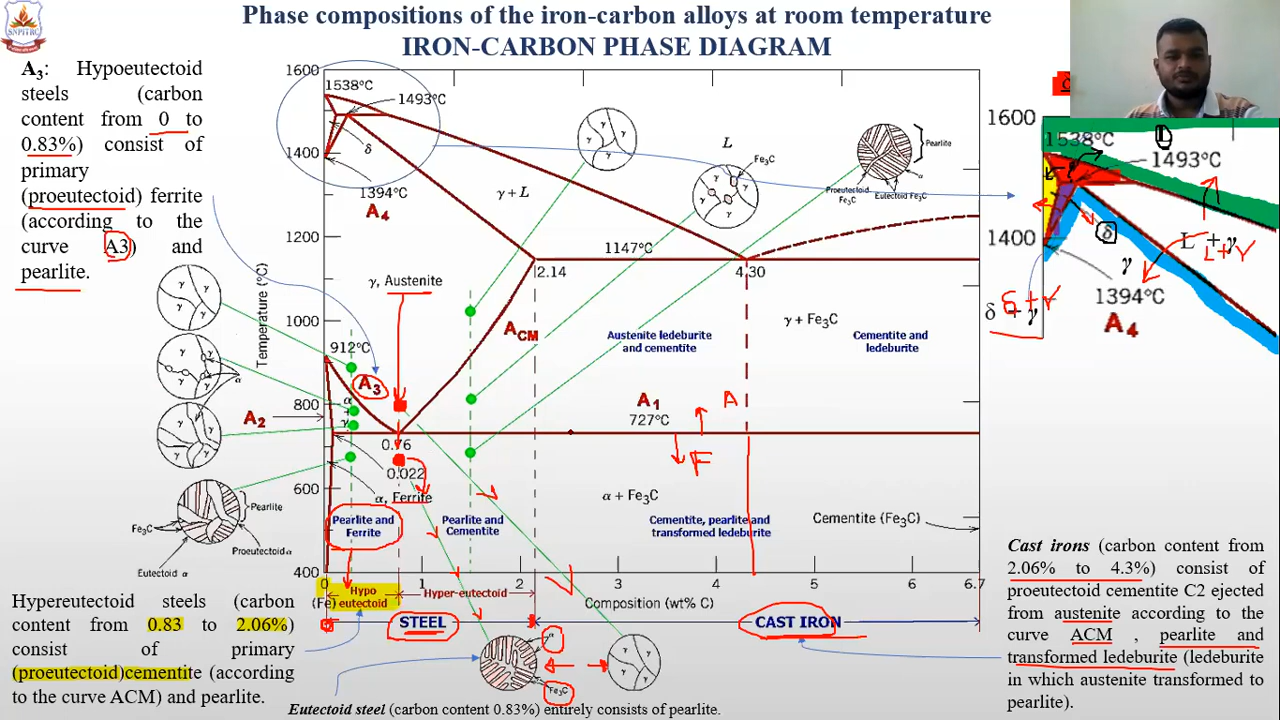 Phase compositions of the iron-carbon alloys at room temperature
IRON-CARBON PHASE DIAGRAM
SNPIT&RC
A3: Hypoeutectoid
steels (carbon
content from 0 to
0.83%) consist of
primary
(proeutectoid) ferrite
(according to the
curve A3) and
pearlite.
1600
1400
1200
1000
800
600
400
Temperature (°C)
1538°C
1493°C
δ
1394°C
A4
γ + L
L
1147°C
2.14
4.30
γ, Austenite
ACM
912°C
A3
A2
α
+
γ
0.76
0.022
α, Ferrite
A1
727°C
A
F
Austenite ledeburite
and cementite
γ + Fe3C
Cementite and
ledeburite
α + Fe3C
Cementite (Fe3C)
Pearlite and
Ferrite
Pearlite and
Cementite
Cementite, pearlite and
transformed ledeburite
γ γ γ γ
Fe3C
γ γ γ γ
Pearlite
Proeutectoid
Fe3C
Eutectoid Fe3C
α
γ γ γ γ
γ γ γ γ
α
γ γ γ γ
Pearlite
Fe3C
Proeutectoid α
Eutectoid α
0 1 2 3 4 5 6 6.7
(Fe)
Hypo
eutectoid
Hyper-eutectoid
Composition (wt% C)
STEEL
CAST IRON
α
Fe3C
γ γ γ γ
Hypereutectoid steels (carbon
content from 0.83 to 2.06%)
consist of primary
(proeutectoid)cementite (according
to the curve ACM) and pearlite.
Eutectoid steel (carbon content 0.83%) entirely consists of pearlite.
1600
1538°C
L
1493°C
1400
δ
L + γ
L+γ
γ
δ + γ
δ+γ
1394°C
A4
Cast irons (carbon content from
2.06% to 4.3%) consist of
proeutectoid cementite C2 ejected
from austenite according to the
curve ACM , pearlite and
transformed ledeburite (ledeburite
in which austenite transformed to
pearlite).